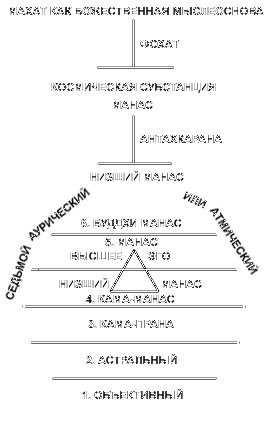 МАХАТ КАК БОЖЕСТВЕННАЯ МЫСЛЕОСНОВА
ФОХАТ
КОСМИЧЕСКАЯ СУБСТАНЦИЯ
МАНАС
АНТАХКАРАНА
НИЗШИЙ МАНАС
СЕДЬМОЙ АУРИЧЕСКИЙ
ИЛИ АТМИЧЕСКИЙ
6. БУДДХИ МАНАС
5. МАНАС
ВЫСШЕЕ ЭГО
НИЗШИЙ МАНАС
4. КАМА-МАНАС
3. КАМА-ПРАНА
2. АСТРАЛЬНЫЙ
1. ОБЪЕКТИВНЫЙ